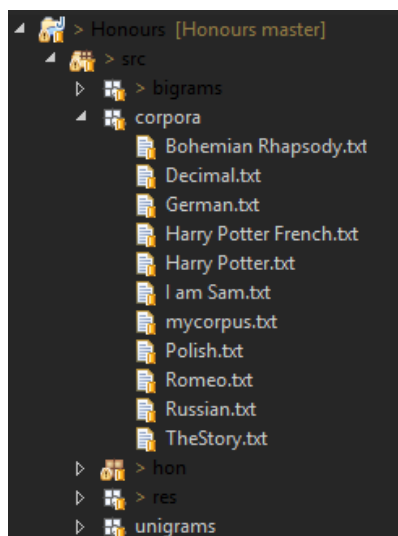 > Honours [Honours master]
> src
> bigrams
corpora
Bohemian Rhapsody.txt
Decimal.txt
German.txt
Harry Potter French.txt
Harry Potter.txt
I am Sam.txt
mycorpus.txt
Polish.txt
Romeo.txt
Russian.txt
TheStory.txt
> hon
> res
unigrams